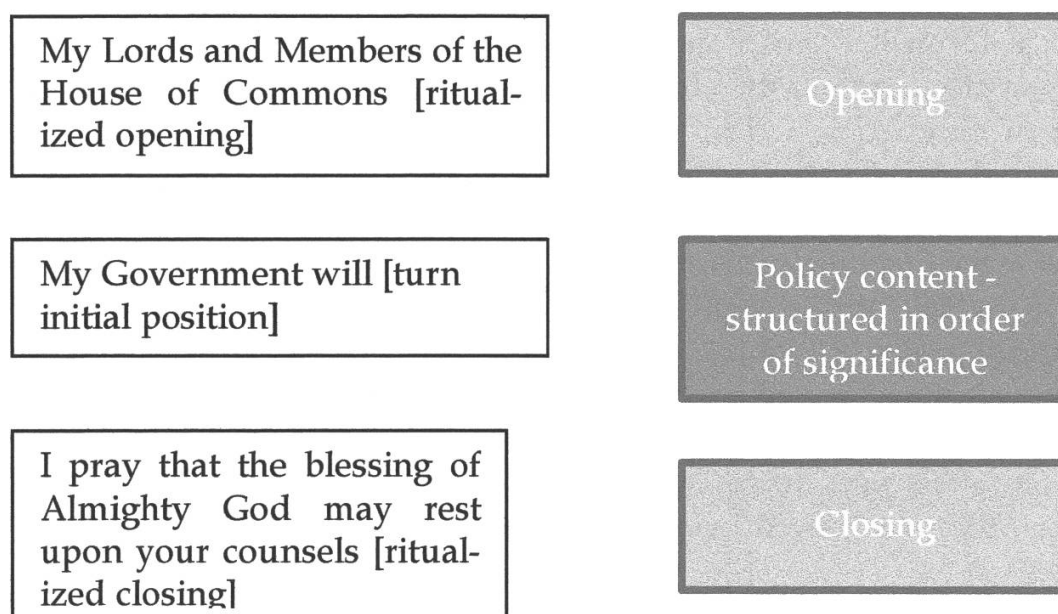 My Lords and Members of the
House of Commons [ritual-
ized opening]
Opening
My Government will [turn
initial position]
Policy content -
structured in order
of significance
I pray that the blessing of
Almighty God may rest
upon your counsels [ritual-
ized closing]
Closing